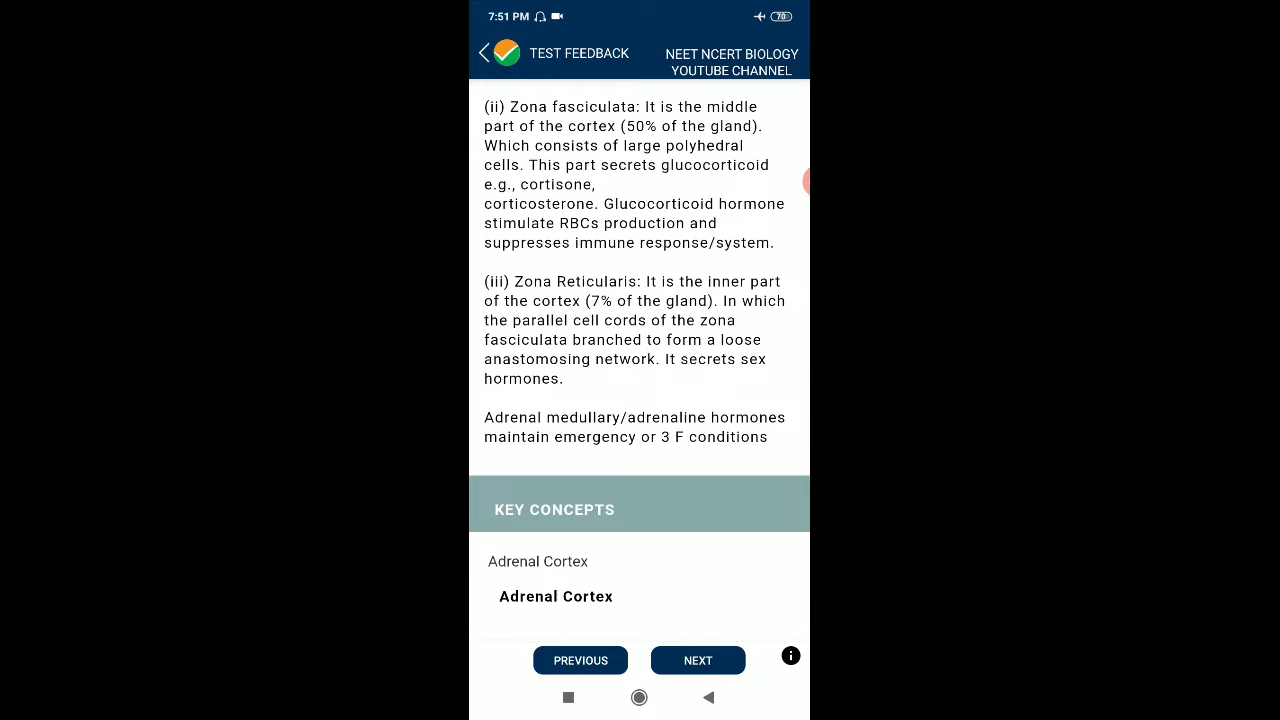 7:51 PM
70
TEST FEEDBACK
NEET NCERT BIOLOGY
YOUTUBE CHANNEL
(ii) Zona fasciculata: It is the middle
part of the cortex (50% of the gland).
Which consists of large polyhedral
cells. This part secrets glucocorticoid
e.g., cortisone,
corticosterone. Glucocorticoid hormone
stimulate RBCs production and
suppresses immune response/system.
(iii) Zona Reticularis: It is the inner part
of the cortex (7% of the gland). In which
the parallel cell cords of the zona
fasciculata branched to form a loose
anastomosing network. It secrets sex
hormones.
Adrenal medullary/adrenaline hormones
maintain emergency or 3 F conditions
KEY CONCEPTS
Adrenal Cortex
Adrenal Cortex
PREVIOUS
NEXT